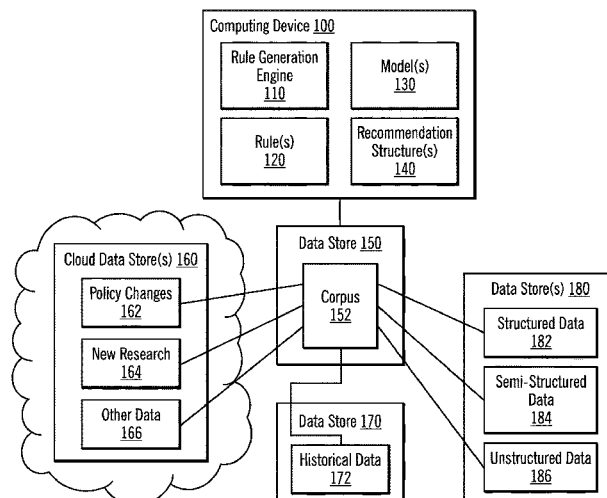 Computing Device 100
Rule Generation
Engine
110
Model(s)
130
Rule(s)
120
Recommendation
Structure(s)
140
Data Store 150
Corpus
152
Cloud Data Store(s) 160
Policy Changes
162
New Research
164
Other Data
166
Data Store 170
Historical Data
172
Data Store(s) 180
Structured Data
182
Semi-Structured
Data
184
Unstructured Data
186